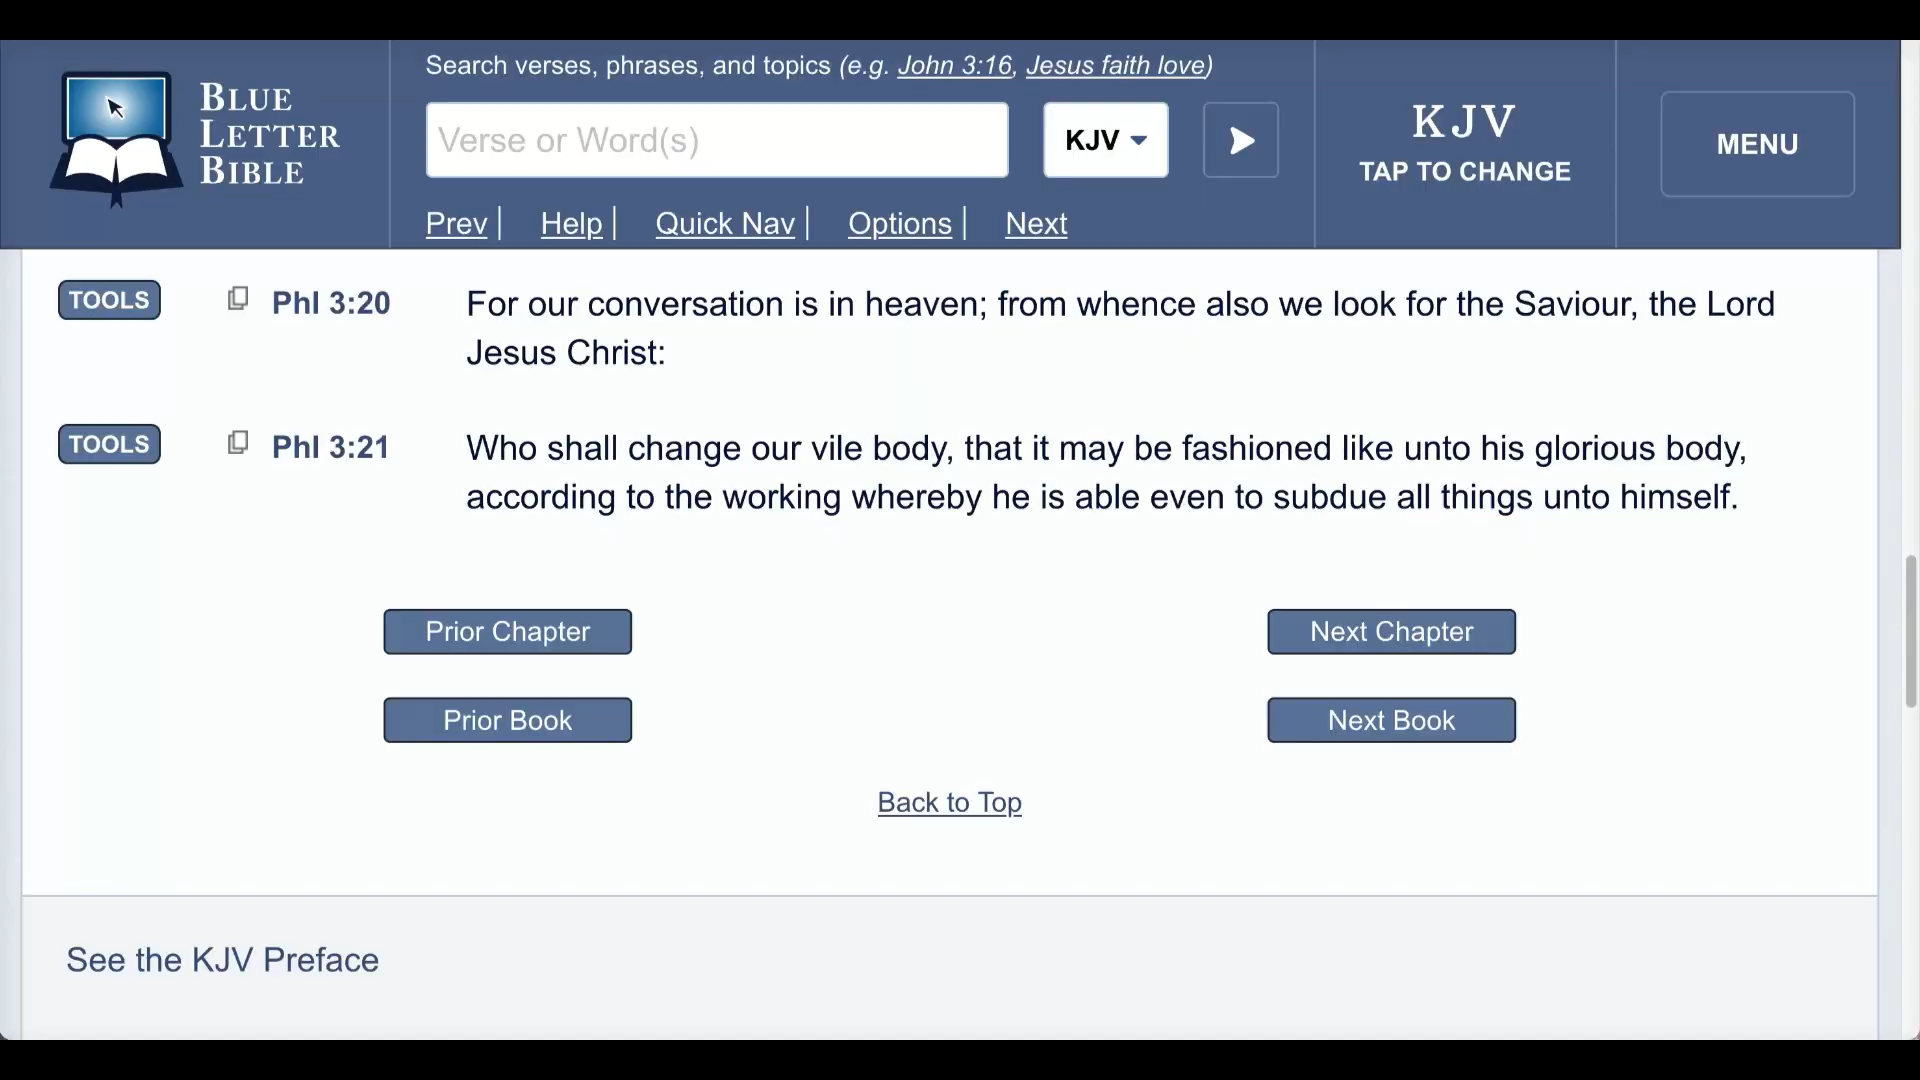 BLUE
LETTER
BIBLE
Search verses, phrases, and topics (e.g. John 3:16, Jesus faith love)
Verse or Word(s)
KJV
Prev | Help | Quick Nav | Options | Next
KJV
TAP TO CHANGE
MENU
TOOLS Phl 3:20 For our conversation is in heaven; from whence also we look for the Saviour, the Lord
Jesus Christ:
TOOLS Phl 3:21 Who shall change our vile body, that it may be fashioned like unto his glorious body,
according to the working whereby he is able even to subdue all things unto himself.
Prior Chapter Next Chapter
Prior Book Next Book
Back to Top
See the KJV Preface